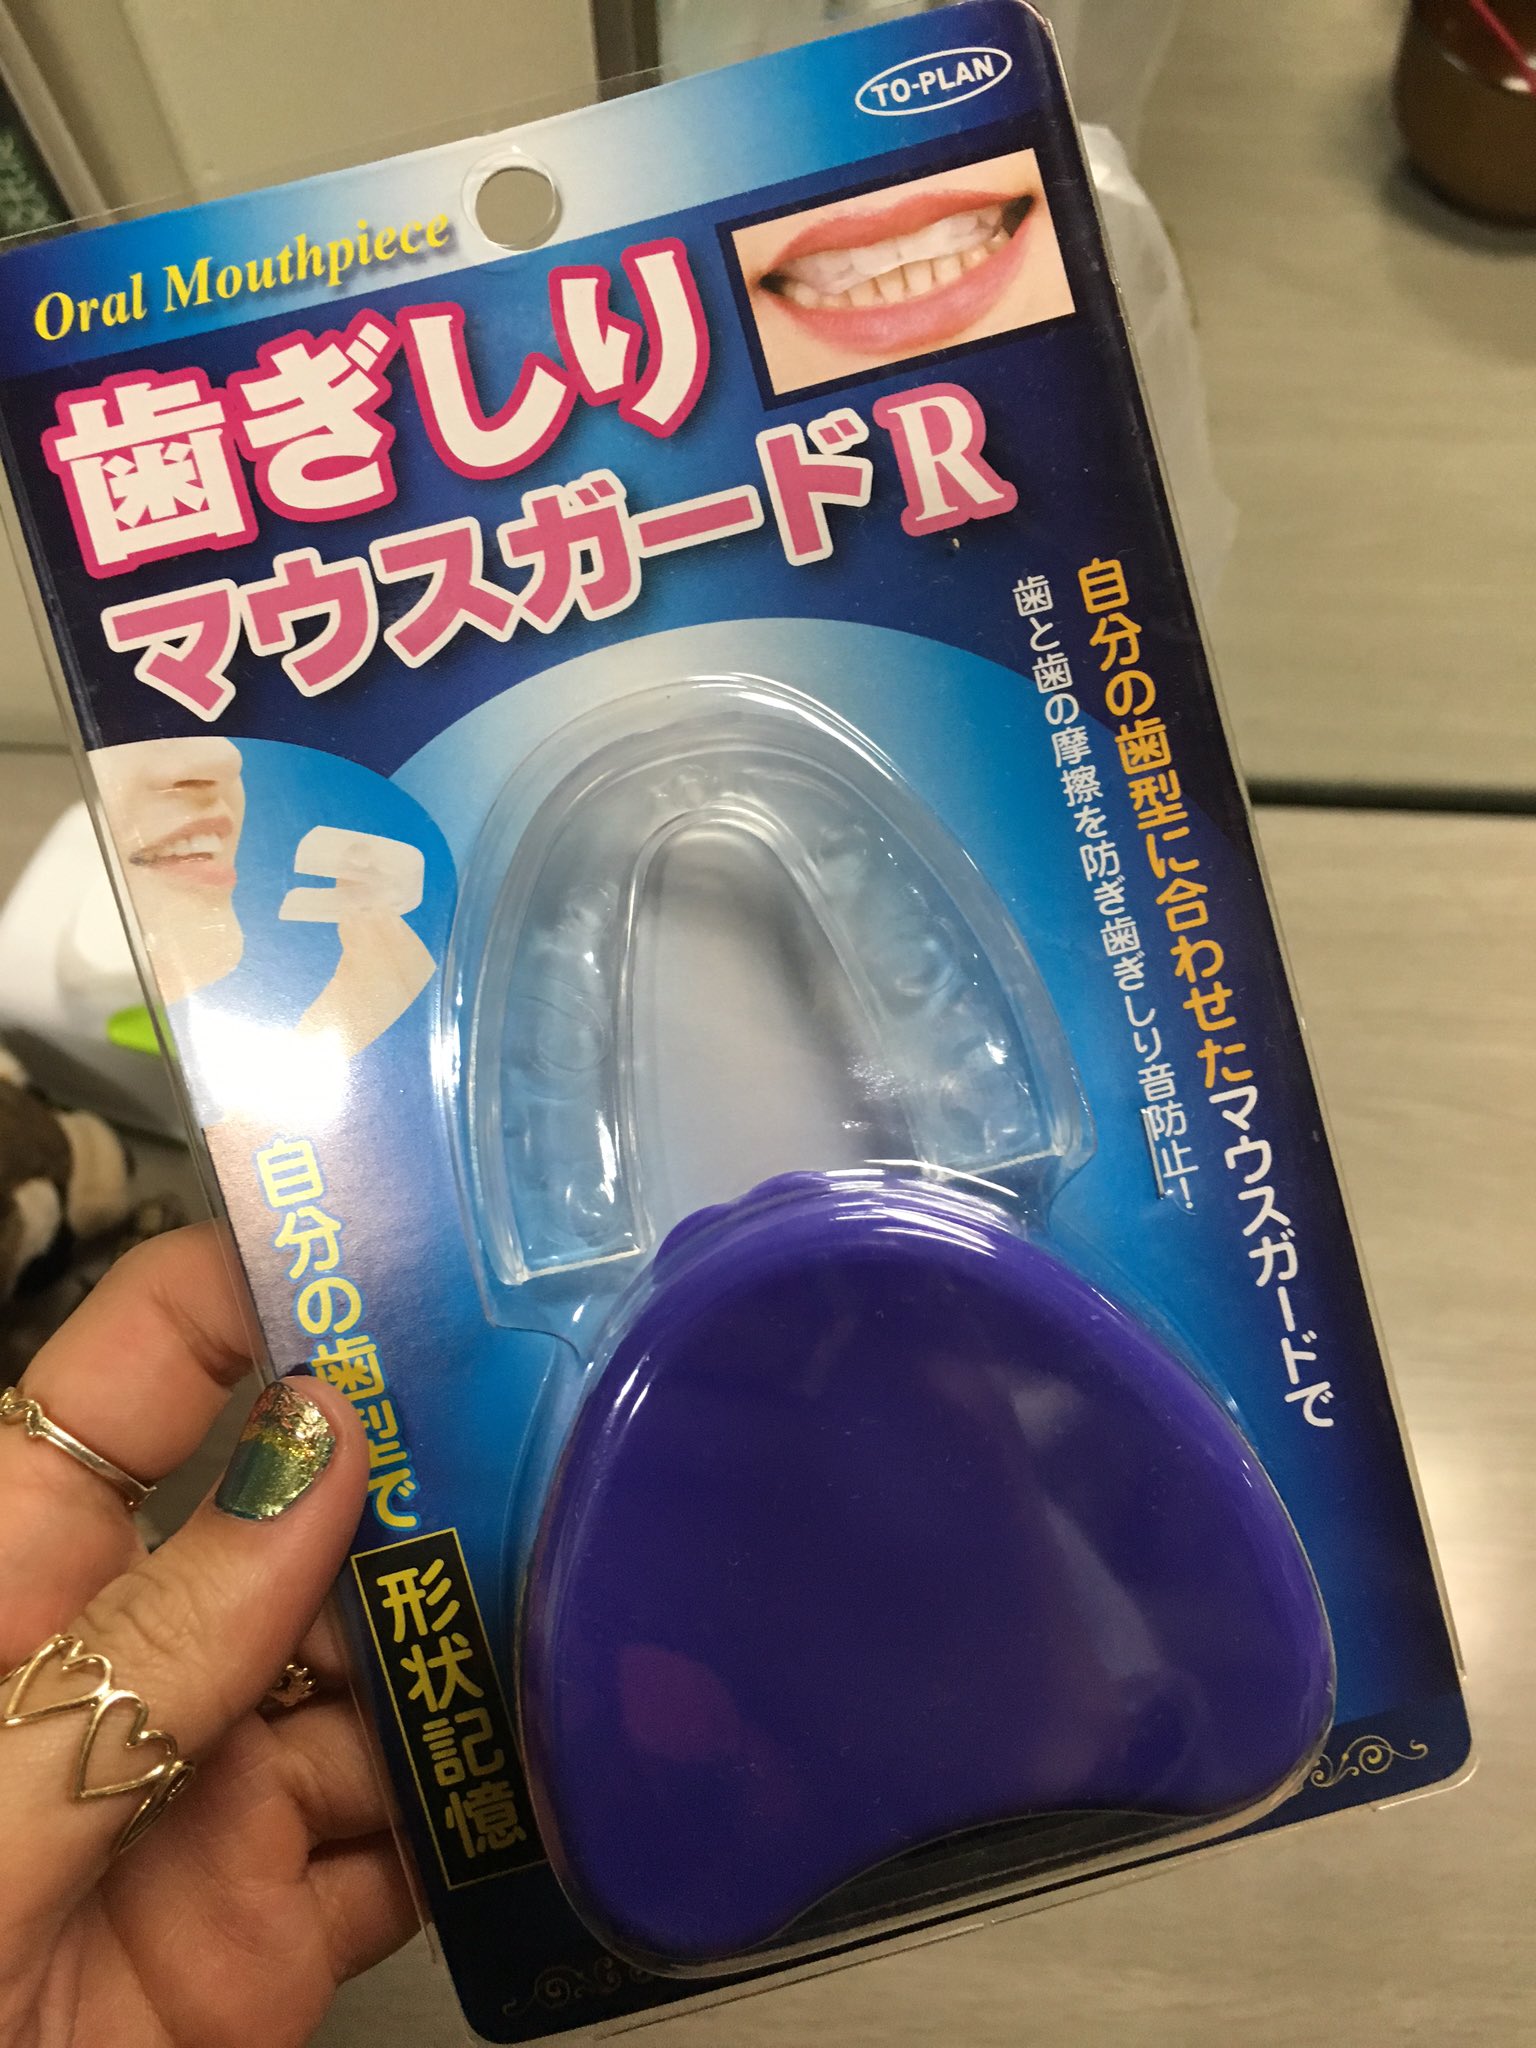 TO-PLAN
Oral Mouthpiece
歯ぎしり
マウスガードR
自分の歯型に合わせたマウスガードで
歯と歯の摩擦を防ぎ歯ぎしり音防止!
自分の歯型で
形状記憶